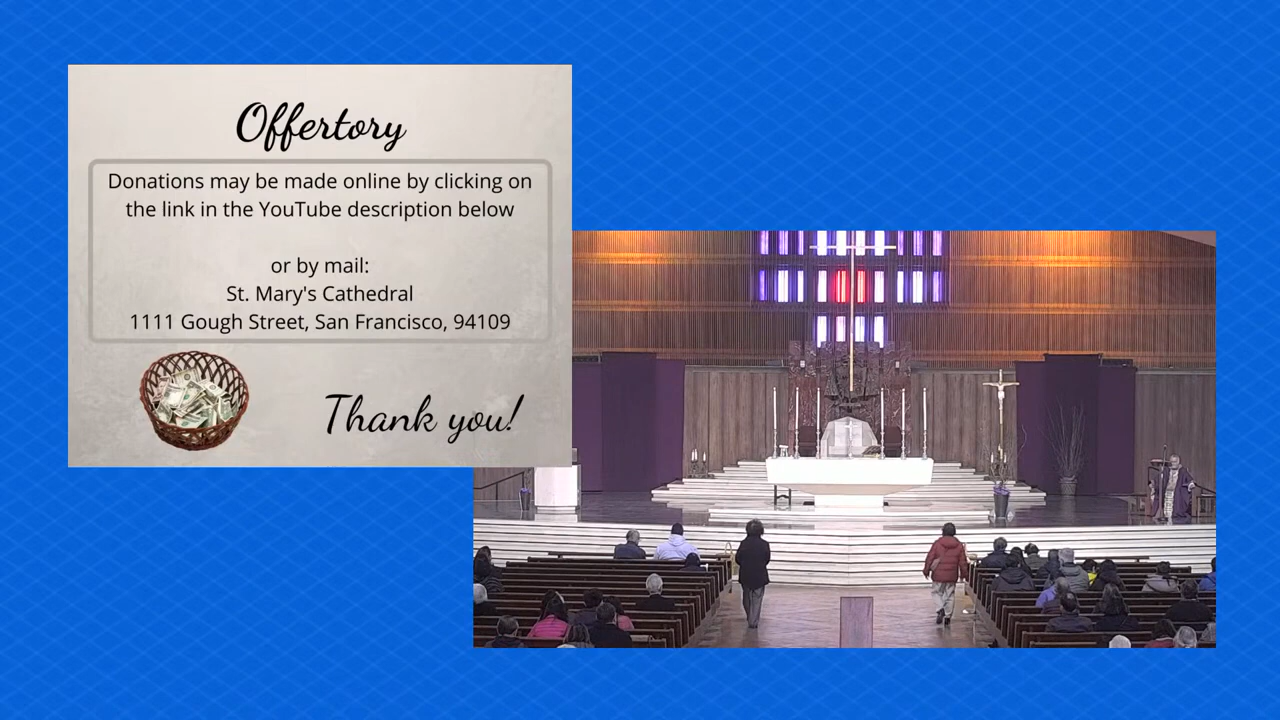 Offertory
Donations may be made online by clicking on
the link in the YouTube description below
or by mail:
St. Mary's Cathedral
1111 Gough Street, San Francisco, 94109
Thank you!